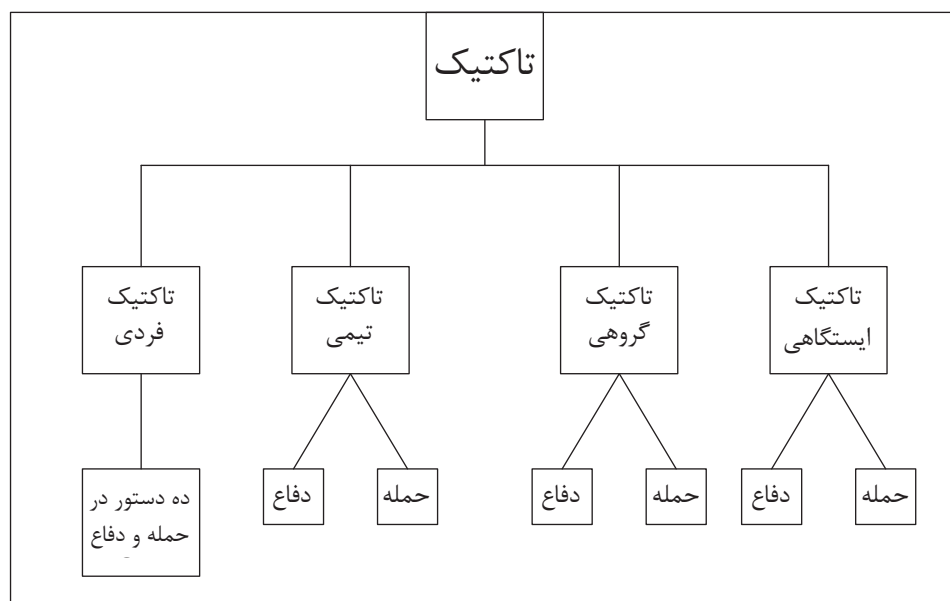 تاکتیک
تاکتیک
ایستگاهی
تاکتیک
گروهی
تاکتیک
تیمی
تاکتیک
فردی
حمله
دفاع
حمله
دفاع
حمله
دفاع
ده دستور در
حمله و دفاع